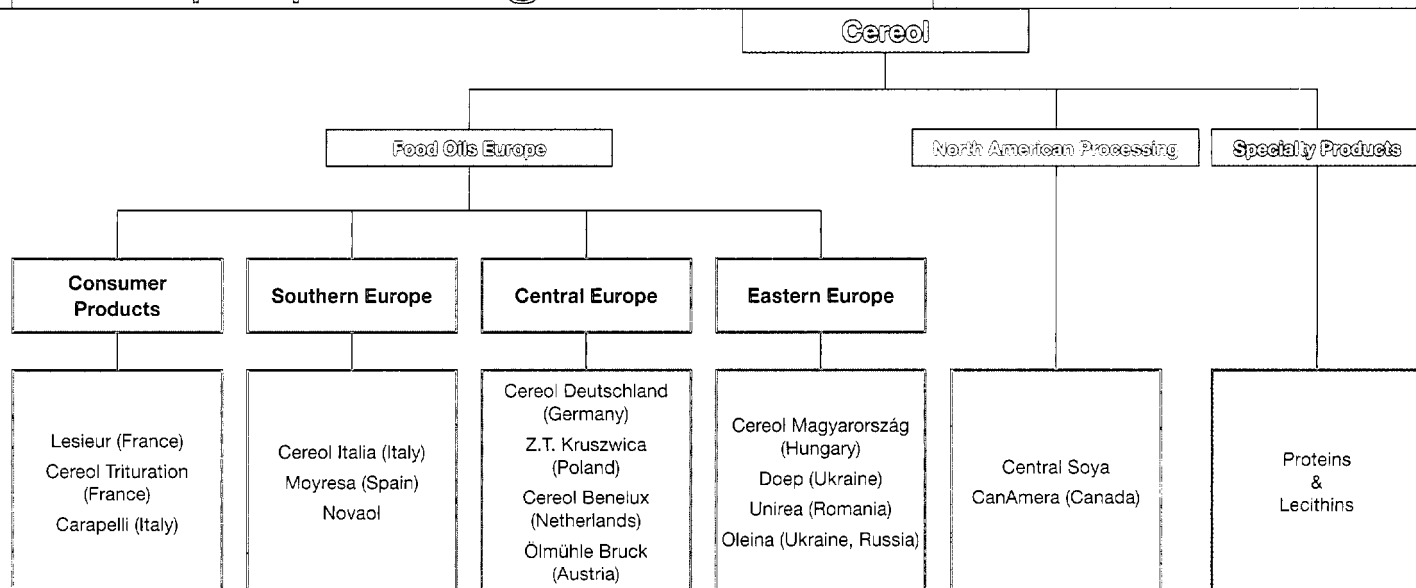 Cereol
Food Oils Europe
North American Processing
Specialty Products
Consumer
Products
Southern Europe
Central Europe
Eastern Europe
Lesieur (France)
Cereol Trituration
(France)
Carapelli (Italy)
Cereol Italia (Italy)
Moyresa (Spain)
Novaol
Cereol Deutschland
(Germany)
Z.T. Kruszwica
(Poland)
Cereol Benelux
(Netherlands)
Ölmühle Bruck
(Austria)
Cereol Magyarország
(Hungary)
Doep (Ukraine)
Unirea (Romania)
Oleina (Ukraine, Russia)
Central Soya
CanAmera (Canada)
Proteins
&
Lecithins